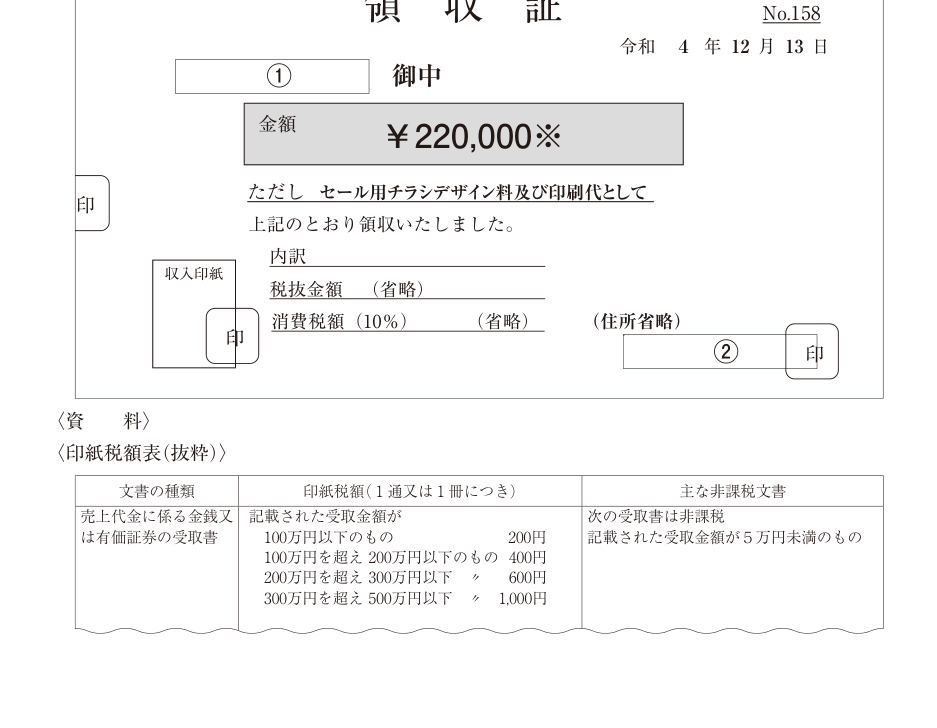 領収証
No.158
令和 4 年 12 月 13 日
① 御中
金額 ¥220,000※
ただし セール用チラシデザイン料及び印刷代として
印
上記のとおり領収いたしました。
内訳
収入印紙
税抜金額 (省略)
消費税額(10%) (省略) (住所省略)
印
② 印
〈資 料〉
〈印紙税額表(抜粋)〉
文書の種類 印紙税額(1通又は1冊につき) 主な非課税文書
売上代金に係る金銭又 記載された受取金額が 次の受取書は非課税
は有価証券の受取書 100万円以下のもの 200円 記載された受取金額が5万円未満のもの
100万円を超え 200万円以下のもの 400円
200万円を超え 300万円以下 〃 600円
300万円を超え 500万円以下 〃 1,000円